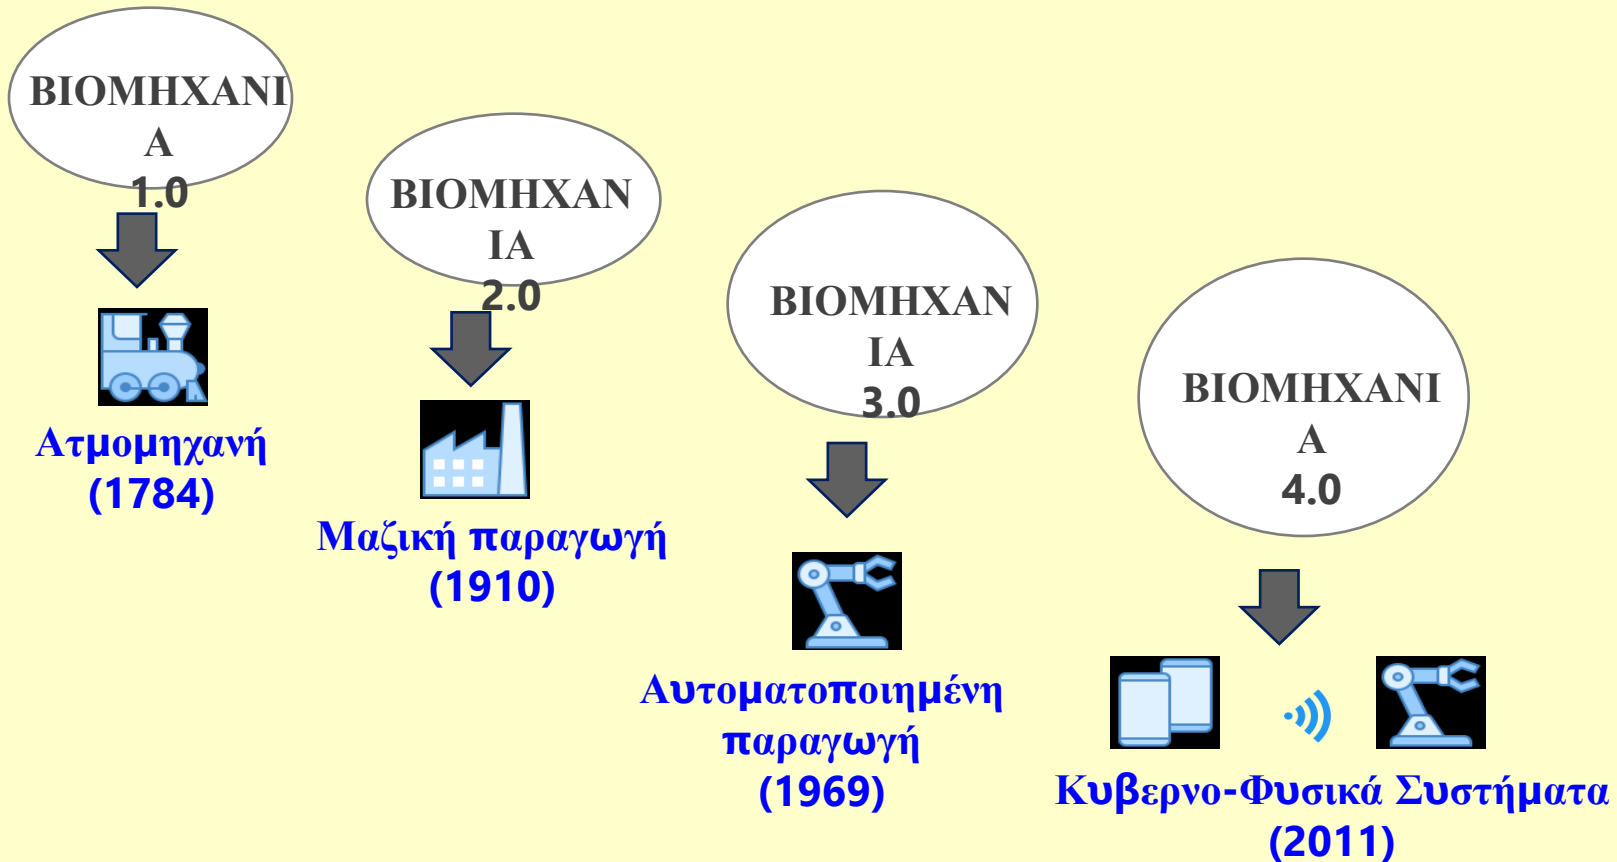 ΒΙΟΜΗΧΑΝΙ
Α
1.0
Ατμομηχανή
(1784)
ΒΙΟΜΗΧΑΝ
ΙΑ
2.0
Μαζική παραγωγή
(1910)
ΒΙΟΜΗΧΑΝ
ΙΑ
3.0
Αυτοματοποιημένη
παραγωγή
(1969)
ΒΙΟΜΗΧΑΝΙ
Α
4.0
Κυβερνο-Φυσικά Συστήματα
(2011)